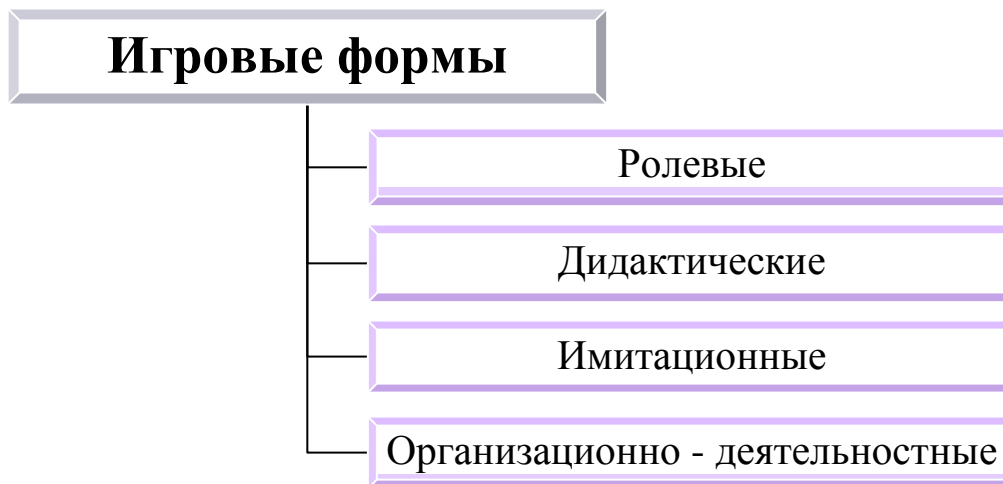 Игровые формы
Ролевые
Дидактические
Имитационные
Организационно - деятельностные